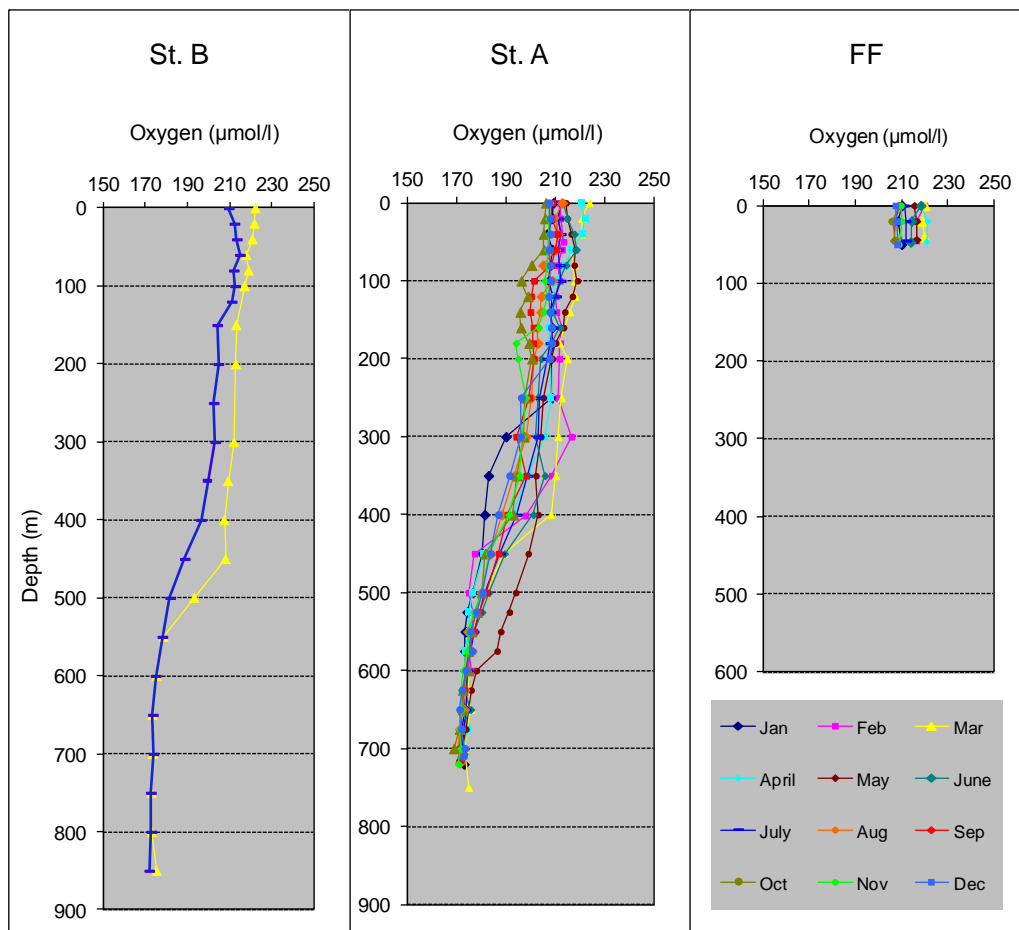 St. B
Oxygen (µmol/l)
150 170 190 210 230 250
0
100
200
300
400
500
600
700
800
900
Depth (m)
St. A
Oxygen (µmol/l)
150 170 190 210 230 250
0
100
200
300
400
500
600
700
800
900
FF
Oxygen (µmol/l)
150 170 190 210 230 250
0
100
200
300
400
500
600
Jan Feb Mar
April May June
July Aug Sep
Oct Nov Dec